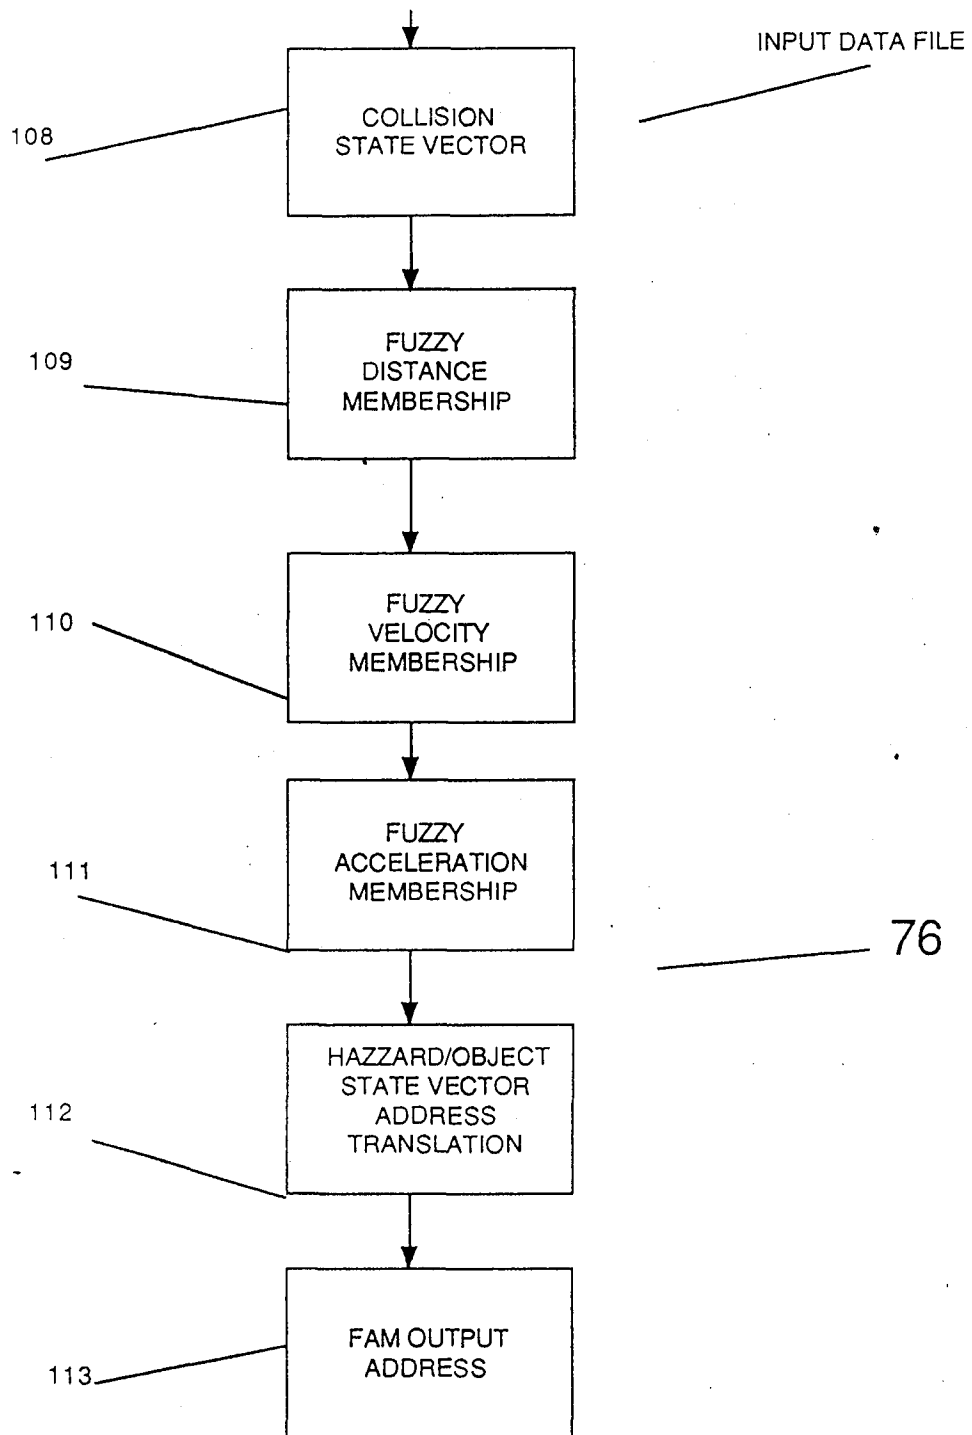 INPUT DATA FILE
108
COLLISION
STATE VECTOR
109
FUZZY
DISTANCE
MEMBERSHIP
110
FUZZY
VELOCITY
MEMBERSHIP
111
FUZZY
ACCELERATION
MEMBERSHIP
76
112
HAZZARD/OBJECT
STATE VECTOR
ADDRESS
TRANSLATION
113
FAM OUTPUT
ADDRESS